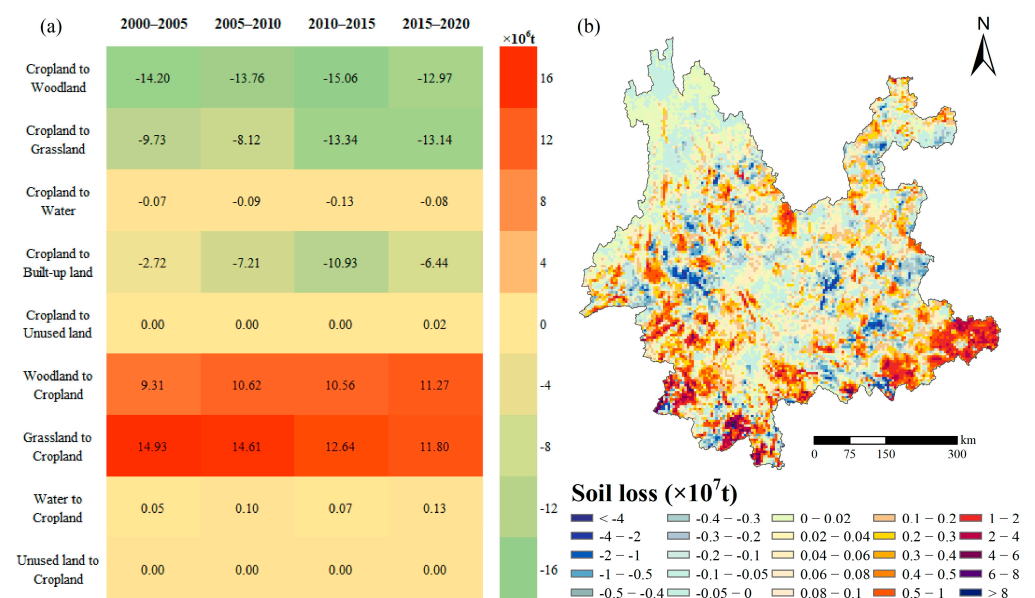 (a)
2000–2005 2005–2010 2010–2015 2015–2020
×10⁶t
Cropland to
Woodland
-14.20 -13.76 -15.06 -12.97
Cropland to
Grassland
-9.73 -8.12 -13.34 -13.14
Cropland to
Water
-0.07 -0.09 -0.13 -0.08
Cropland to
Built-up land
-2.72 -7.21 -10.93 -6.44
Cropland to
Unused land
0.00 0.00 0.00 0.02
Woodland to
Cropland
9.31 10.62 10.56 11.27
Grassland to
Cropland
14.93 14.61 12.64 11.80
Water to
Cropland
0.05 0.10 0.07 0.13
Unused land to
Cropland
0.00 0.00 0.00 0.00
16
12
8
4
0
-4
-8
-12
-16
(b)
N
km
0 75 150 300
Soil loss (×10⁷t)
< -4 -0.4 – -0.3 0 – 0.02 0.1 – 0.2 1 – 2
-4 – -2 -0.3 – -0.2 0.02 – 0.04 0.2 – 0.3 2 – 4
-2 – -1 -0.2 – -0.1 0.04 – 0.06 0.3 – 0.4 4 – 6
-1 – -0.5 -0.1 – -0.05 0.06 – 0.08 0.4 – 0.5 6 – 8
-0.5 – -0.4 -0.05 – 0 0.08 – 0.1 0.5 – 1 > 8